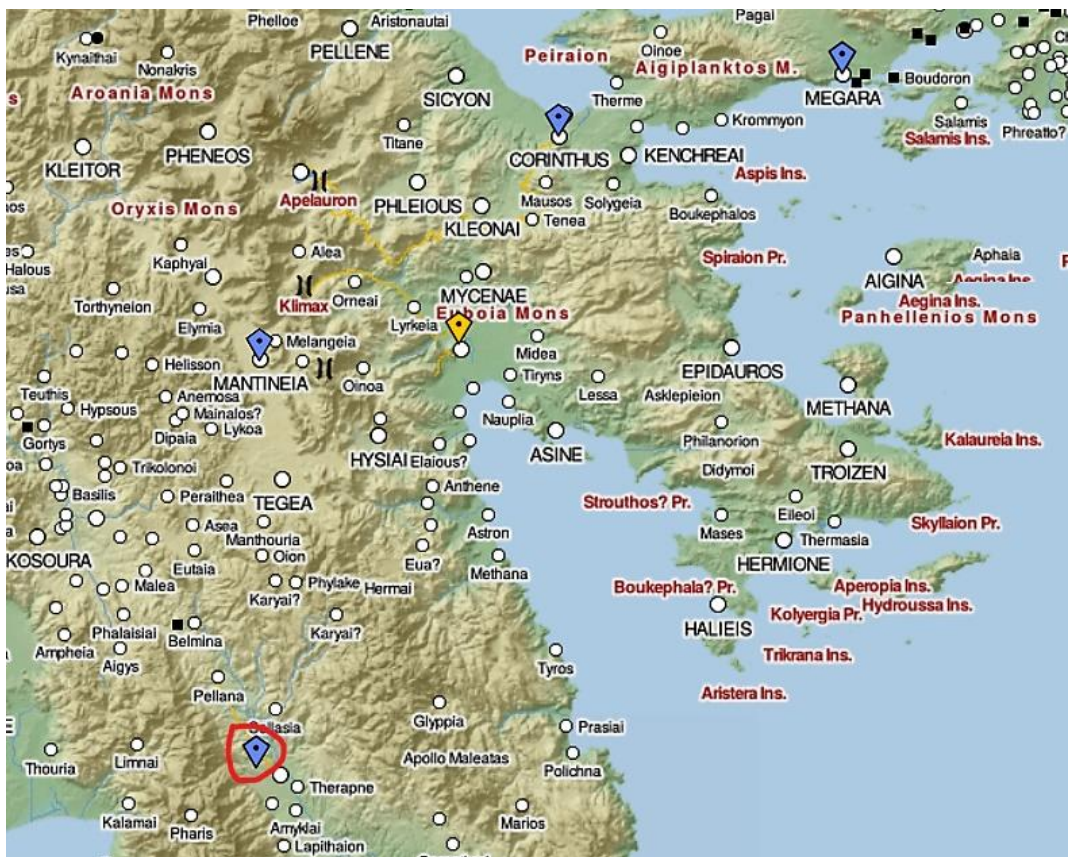 Phelloe
Aristonautai
Pagai
Kynaithai
PELLENE
Oinoe
Peiraion
Nonakris
Aigiplanktos M.
Boudoron
Aroania Mons
SICYON
Therme
MEGARA
Salamis
Krommyon
Titane
Phreatto?
Salamis Ins.
KLEITOR
PHENEOS
CORINTHUS
KENCHREAI
Aspis Ins.
Apelauron
Mausos
Solygeia
Oryxis Mons
PHLEIOUS
Boukephalos
KLEONAI
Tenea
Kaphyai
Alea
Spiraion Pr.
Aphaia
Halous
AIGINA
Aegina Ins.
Torthyneion
Klimax
Orneai
MYCENAE
Aegina Ins.
Euboia Mons
Panhellenios Mons
Elymia
Lyrkeia
Melangeia
Midea
Helisson
MANTINEIA
Oinoa
EPIDAUROS
Teuthis
Tiryns
Lessa
Asklepieion
Anemosa
METHANA
Hypsous
Mainalos?
Nauplia
Gortys
Dipaia
Lykoa
Philanorion
Kalaureia Ins.
HYSIAI
Elaious?
ASINE
Trikolonoi
Didymoi
TROIZEN
Basilis
Peraithea
TEGEA
Anthene
Strouthos? Pr.
Eileoi
Skyllaion Pr.
Asea
Astron
Mases
Manthouria
Thermasia
KOSOURA
Oion
Eua?
HERMIONE
Eutaia
Methana
Malea
Phylake
Hermai
Boukephala? Pr.
Aperopia Ins.
Karyai?
Hydroussa Ins.
Kolyergia Pr.
HALIEIS
Phalaisiai
Belmina
Karyai?
Ampheia
Aigys
Trikrana Ins.
Tyros
Pellana
Aristera Ins.
Glyppia
Sellasia
Prasiai
Thouria
Limnai
Apollo Maleatas
Polichna
Therapne
Kalamai
Pharis
Amyklai
Marios
Lapithaion